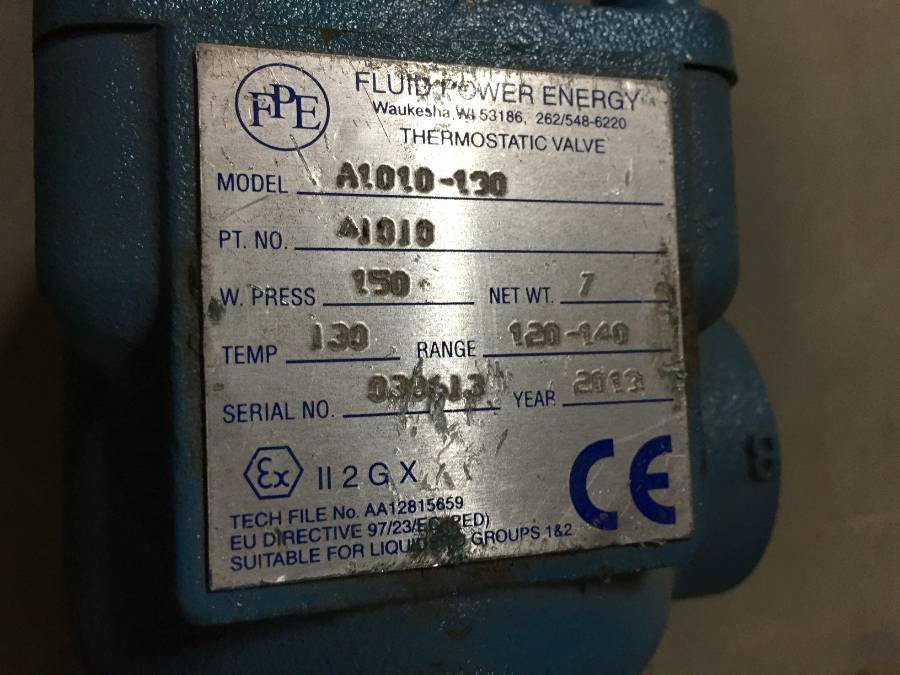 FPE
FLUID POWER ENERGY
Waukesha, WI 53186, 262/548-6220
THERMOSTATIC VALVE
MODEL A1010-130
PT. NO. A1010
W. PRESS 150 NET WT. 7
TEMP 130 RANGE 120-140
SERIAL NO. 030613 YEAR 2013
Ex II 2 G X CE
TECH FILE No. AA12815659
EU DIRECTIVE 97/23/EC (PED)
SUITABLE FOR LIQUID GROUPS 1&2
B